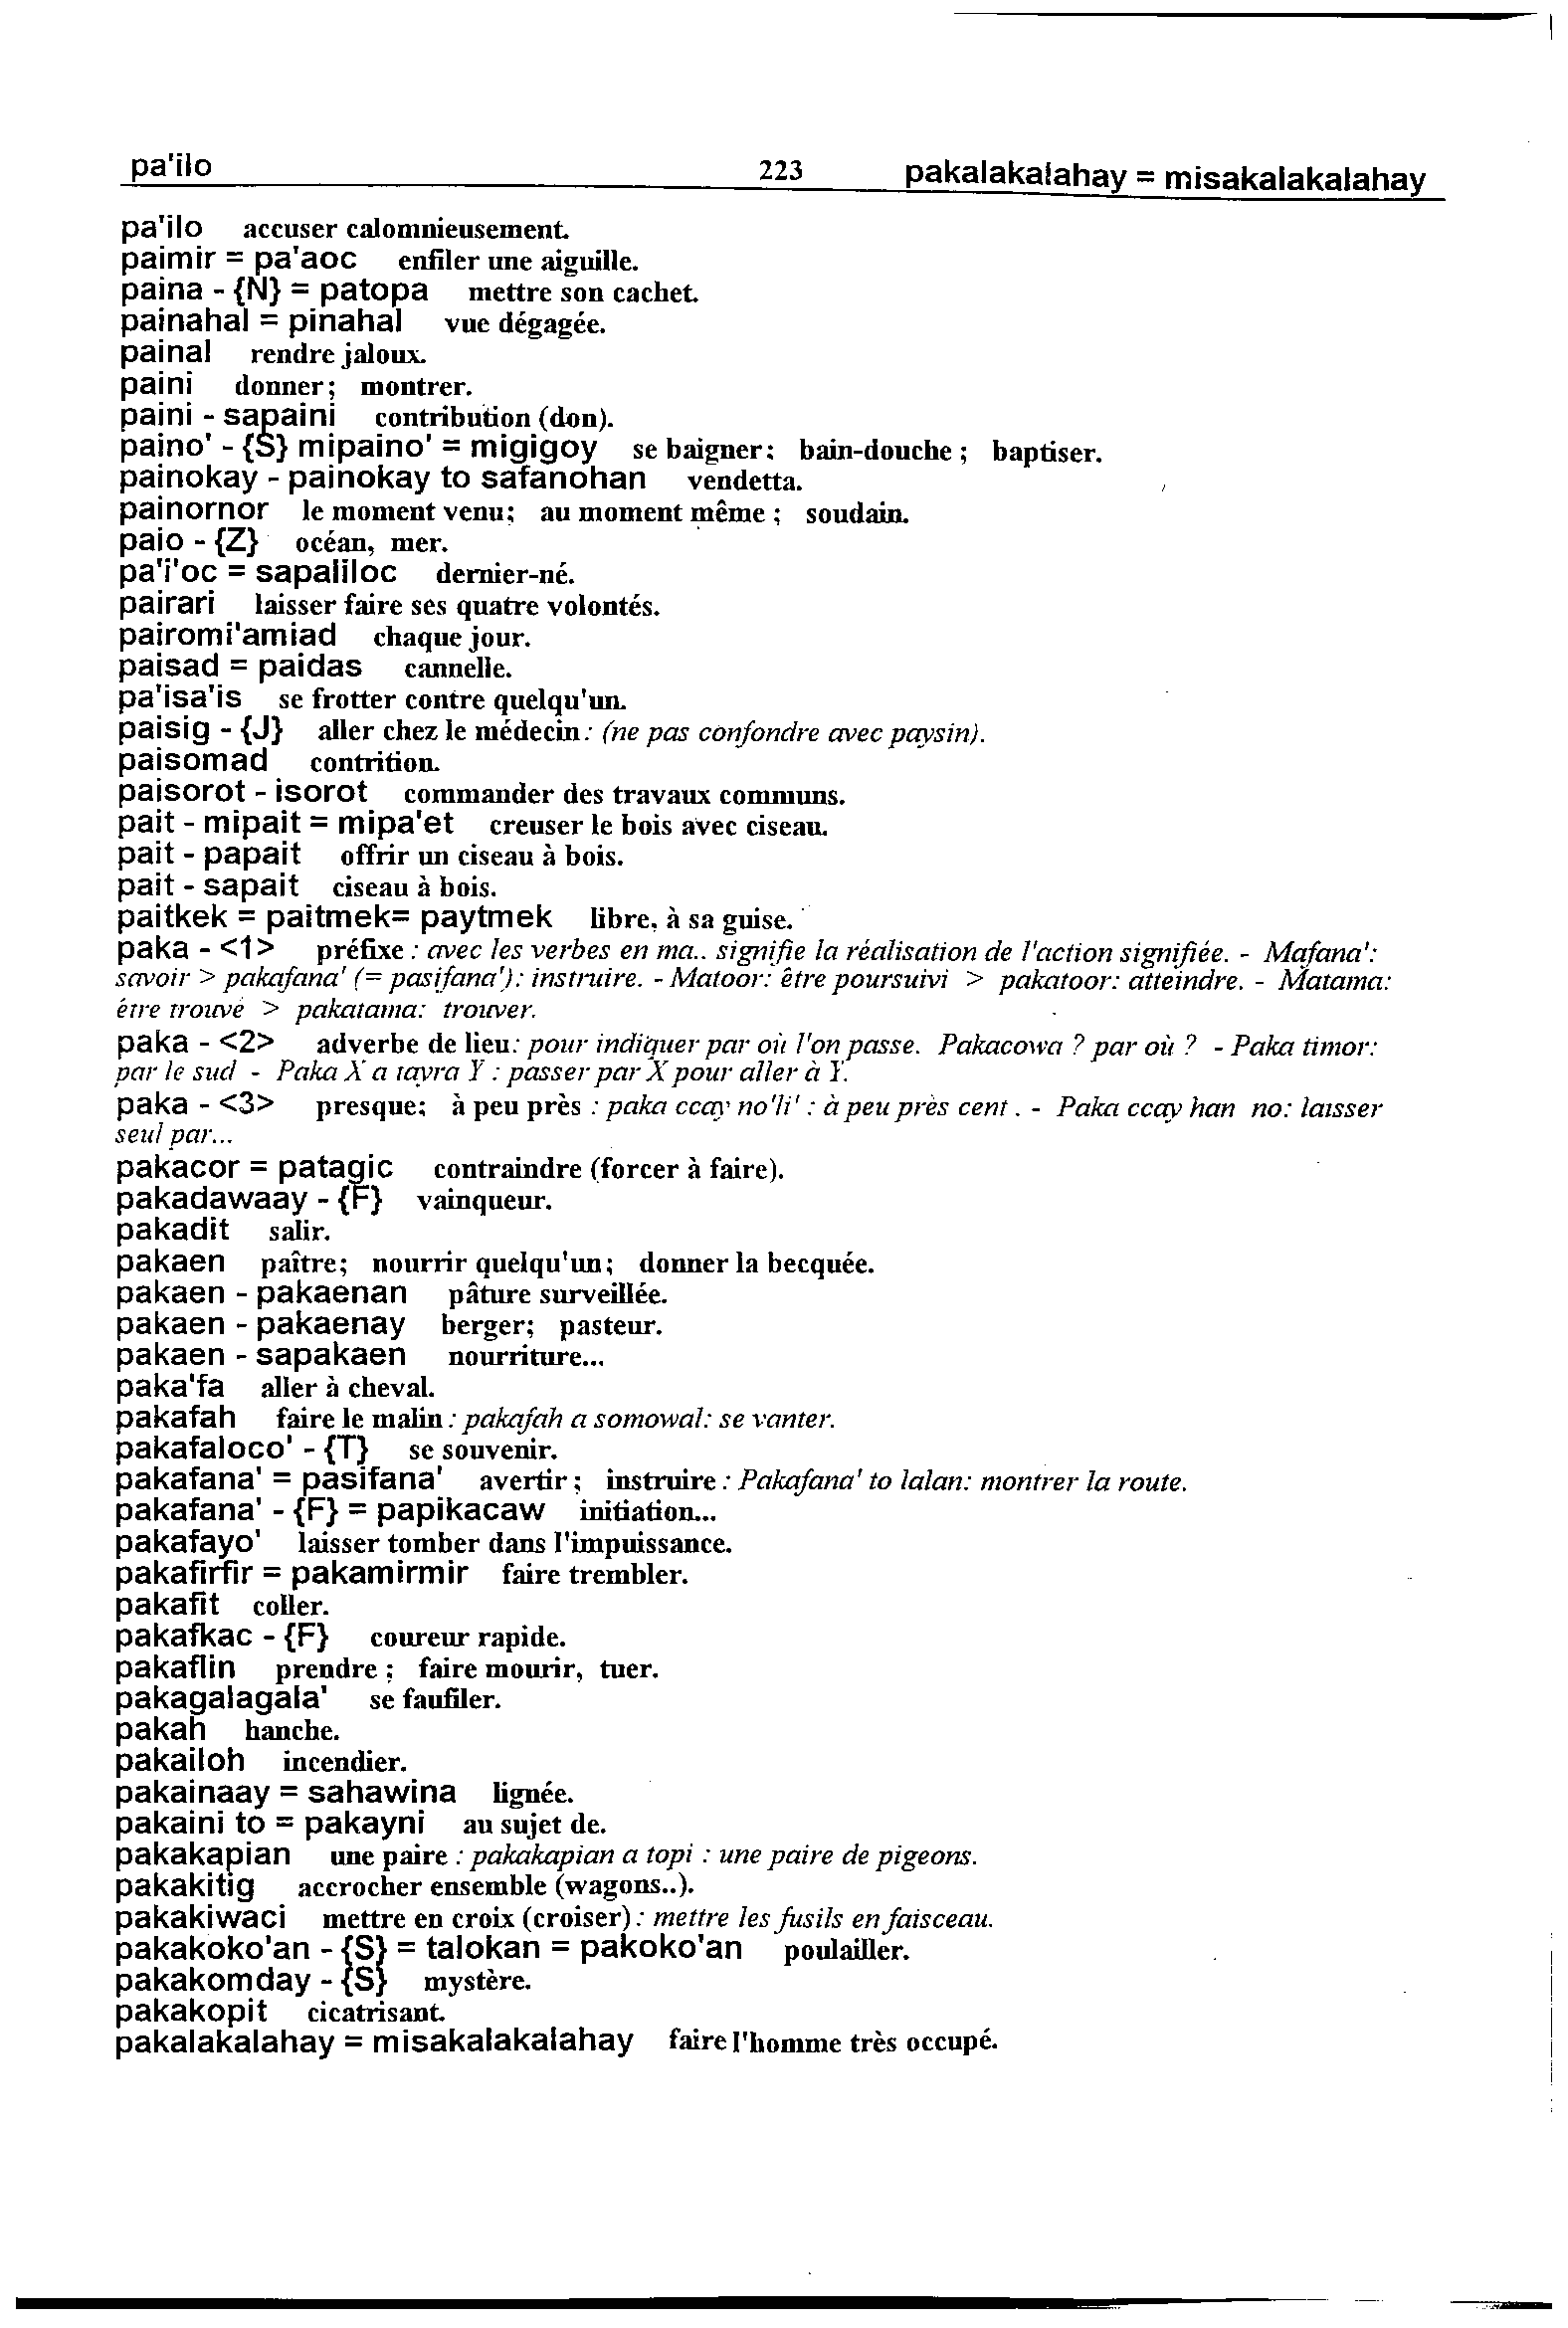 pa'ilo 223 pakalakalahay = misakalakalahay
pa'ilo accuser calomnieusement.
paimir = pa'aoc enfiler une aiguille.
paina - {N} = patopa mettre son cachet.
painahal = pinahal vue dégagée.
painal rendre jaloux.
paini donner; montrer.
paini - sapaini contribution (don).
paino' - {S} mipaino' = migigoy se baigner; bain-douche ; baptiser.
painokay - painokay to safanohan vendetta.
painornor le moment venu; au moment même ; soudain.
paio - {Z} océan, mer.
pa'i'oc = sapaliloc dernier-né.
pairari laisser faire ses quatre volontés.
pairomi'amiad chaque jour.
paisad = paidas cannelle.
pa'isa'is se frotter contre quelqu'un.
paisig - {J} aller chez le médecin: (ne pas confondre avec paysin).
paisomad contrition.
paisorot - isorot commander des travaux communs.
pait - mipait = mipa'et creuser le bois avec ciseau.
pait - papait offrir un ciseau à bois.
pait - sapait ciseau à bois.
paitkek = paitmek= paytmek libre, à sa guise.
paka - <1> préfixe : avec les verbes en ma.. signifie la réalisation de l'action signifiée. - Mafana':
savoir > pakafana' (= pasifana'): instruire. - Matoor: être poursuivi > pakatoor: atteindre. - Matama:
être trouvé > pakatama: trouver.
paka - <2> adverbe de lieu: pour indiquer par où l'on passe. Pakacowa ? par où ? - Paka timor:
par le sud - Paka X a tayra Y : passer par X pour aller à Y.
paka - <3> presque; à peu près : paka ccay no'li' : à peu près cent . - Paka ccay han no: laisser
seul par...
pakacor = patagic contraindre (forcer à faire).
pakadawaay - {F} vainqueur.
pakadit salir.
pakaen paître; nourrir quelqu'un; donner la becquée.
pakaen - pakaenan pâture surveillée.
pakaen - pakaenay berger; pasteur.
pakaen - sapakaen nourriture...
paka'fa aller à cheval.
pakafah faire le malin : pakafah a somowal: se vanter.
pakafaloco' - {T} se souvenir.
pakafana' = pasifana' avertir ; instruire : Pakafana' to lalan: montrer la route.
pakafana' - {F} = papikacaw initiation...
pakafayo' laisser tomber dans l'impuissance.
pakafirfir = pakamirmir faire trembler.
pakafit coller.
pakafkac - {F} coureur rapide.
pakaflin prendre ; faire mourir, tuer.
pakagalagala' se faufiler.
pakah hanche.
pakailoh incendier.
pakainaay = sahawina lignée.
pakaini to = pakayni au sujet de.
pakakapian une paire : pakakapian a topi : une paire de pigeons.
pakakitig accrocher ensemble (wagons..).
pakakiwaci mettre en croix (croiser) : mettre les fusils en faisceau.
pakakoko'an - {S} = talokan = pakoko'an poulailler.
pakakomday - {S} mystère.
pakakopit cicatrisant.
pakalakalahay = misakalakalahay faire l'homme très occupé.